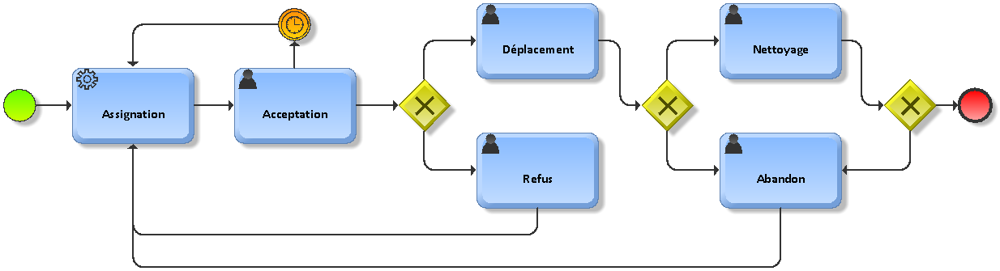 Assignation
Acceptation
Déplacement
Refus
Nettoyage
Abandon